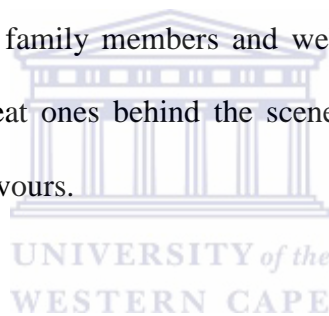 family members and we
eat ones behind the scene
vours.
UNIVERSITY of the
WESTERN CAPE